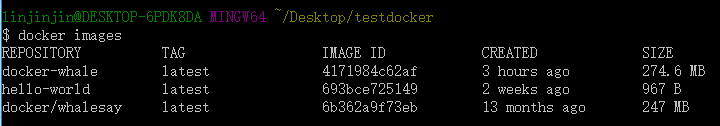 linjinjin@DESKTOP-6PDK8DA MINGW64 ~/Desktop/testdocker
$ docker images
REPOSITORY TAG IMAGE ID CREATED SIZE
docker-whale latest 4171984c62af 3 hours ago 274.6 MB
hello-world latest 693bce725149 2 weeks ago 967 B
docker/whalesay latest 6b362a9f73eb 13 months ago 247 MB